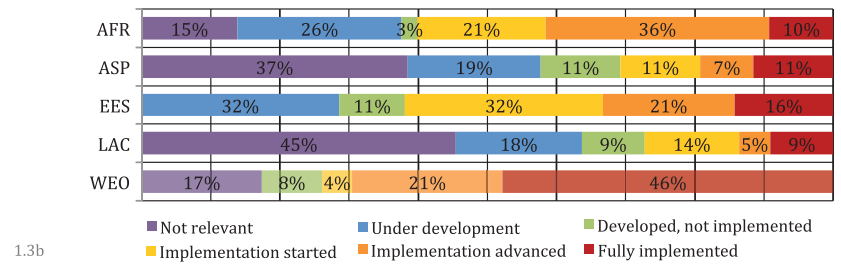 AFR 15% 26% 3% 21% 36% 10%
ASP 37% 19% 11% 11% 7% 11%
EES 32% 11% 32% 21% 16%
LAC 45% 18% 9% 14% 5% 9%
WEO 17% 8% 4% 21% 46%
Not relevant Under development Developed, not implemented
1.3b Implementation started Implementation advanced Fully implemented